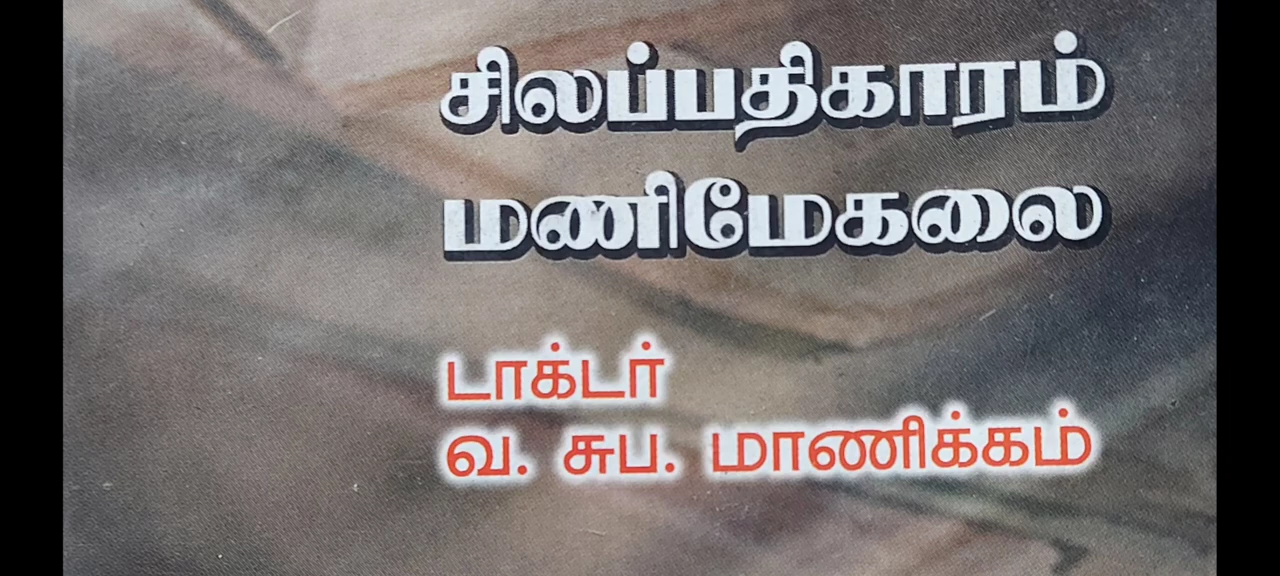 சிலப்பதிகாரம்
மணிமேகலை
டாக்டர்
வ. சுப. மாணிக்கம்